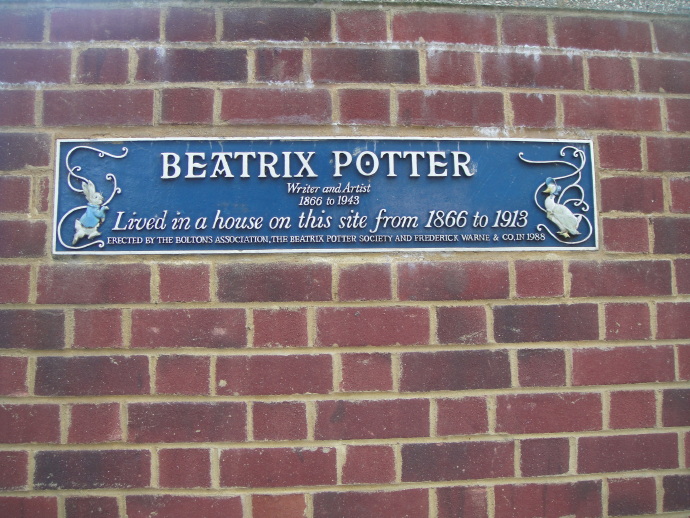 BEATRIX POTTER
Writer and Artist
1866 to 1943
Lived in a house on this site from 1866 to 1913
ERECTED BY THE BOLTONS ASSOCIATION, THE BEATRIX POTTER SOCIETY AND FREDERICK WARNE & CO. IN 1988